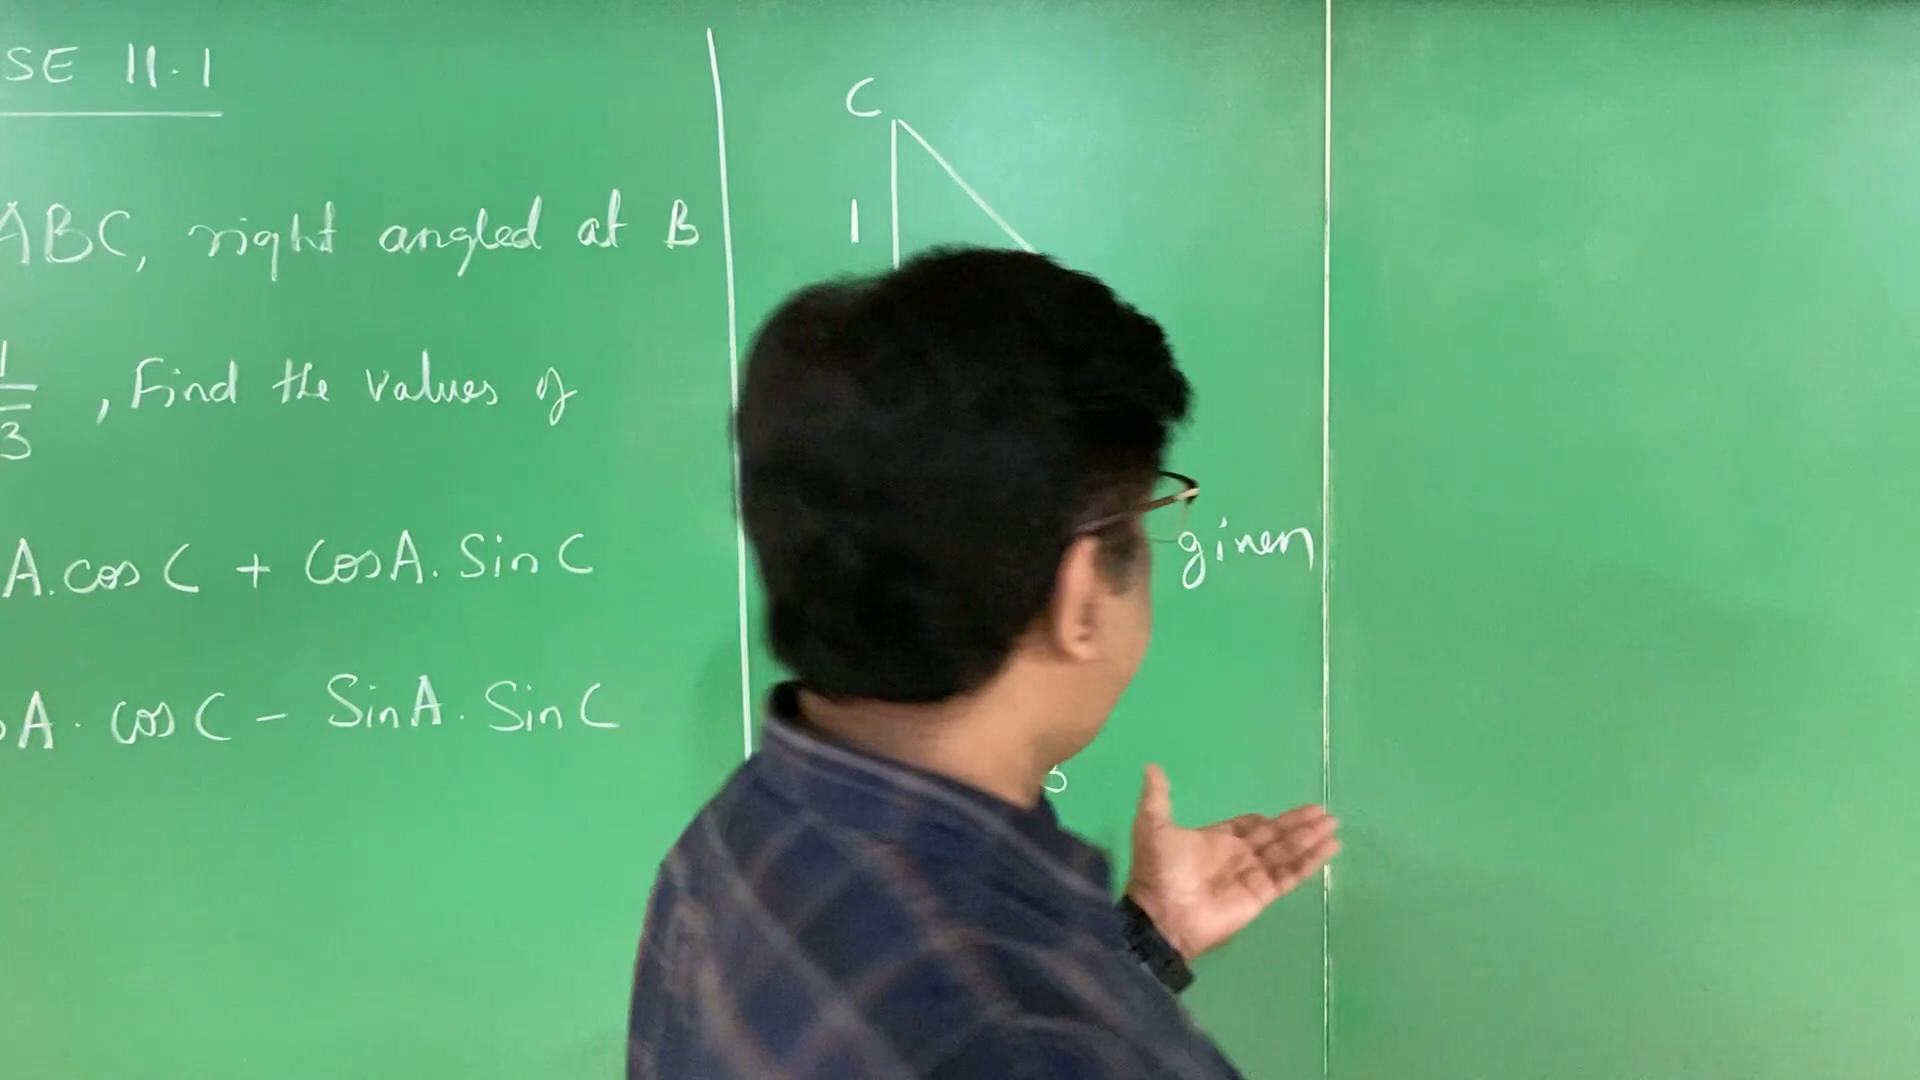 SE 11.1
ABC, right angled at B
1
3
, Find the values of
A. cos C + cos A. Sin C
A. cos C - Sin A. Sin C
C
1
given
3